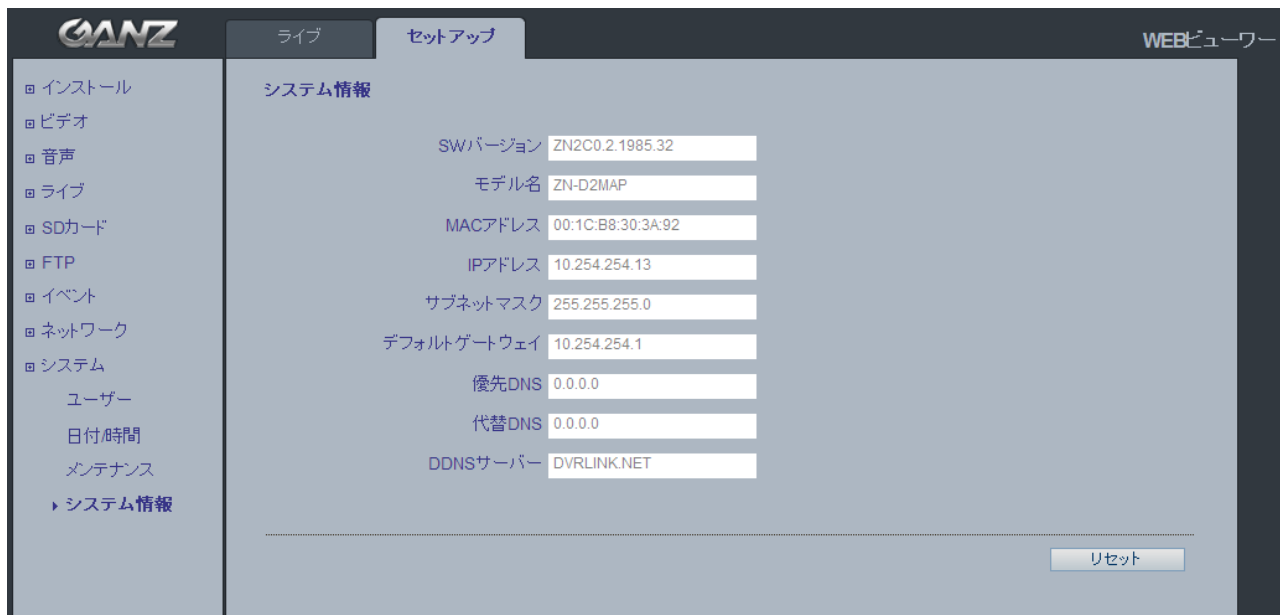 GANZ
ライブ
セットアップ
WEBビューワー
インストール
ビデオ
音声
ライブ
SDカード
FTP
イベント
ネットワーク
システム
ユーザー
日付/時間
メンテナンス
システム情報
システム情報
SWバージョン ZN2C0.2.1985.32
モデル名 ZN-D2MAP
MACアドレス 00:1C:B8:30:3A:92
IPアドレス 10.254.254.13
サブネットマスク 255.255.255.0
デフォルトゲートウェイ 10.254.254.1
優先DNS 0.0.0.0
代替DNS 0.0.0.0
DDNSサーバー DVRLINK.NET
リセット